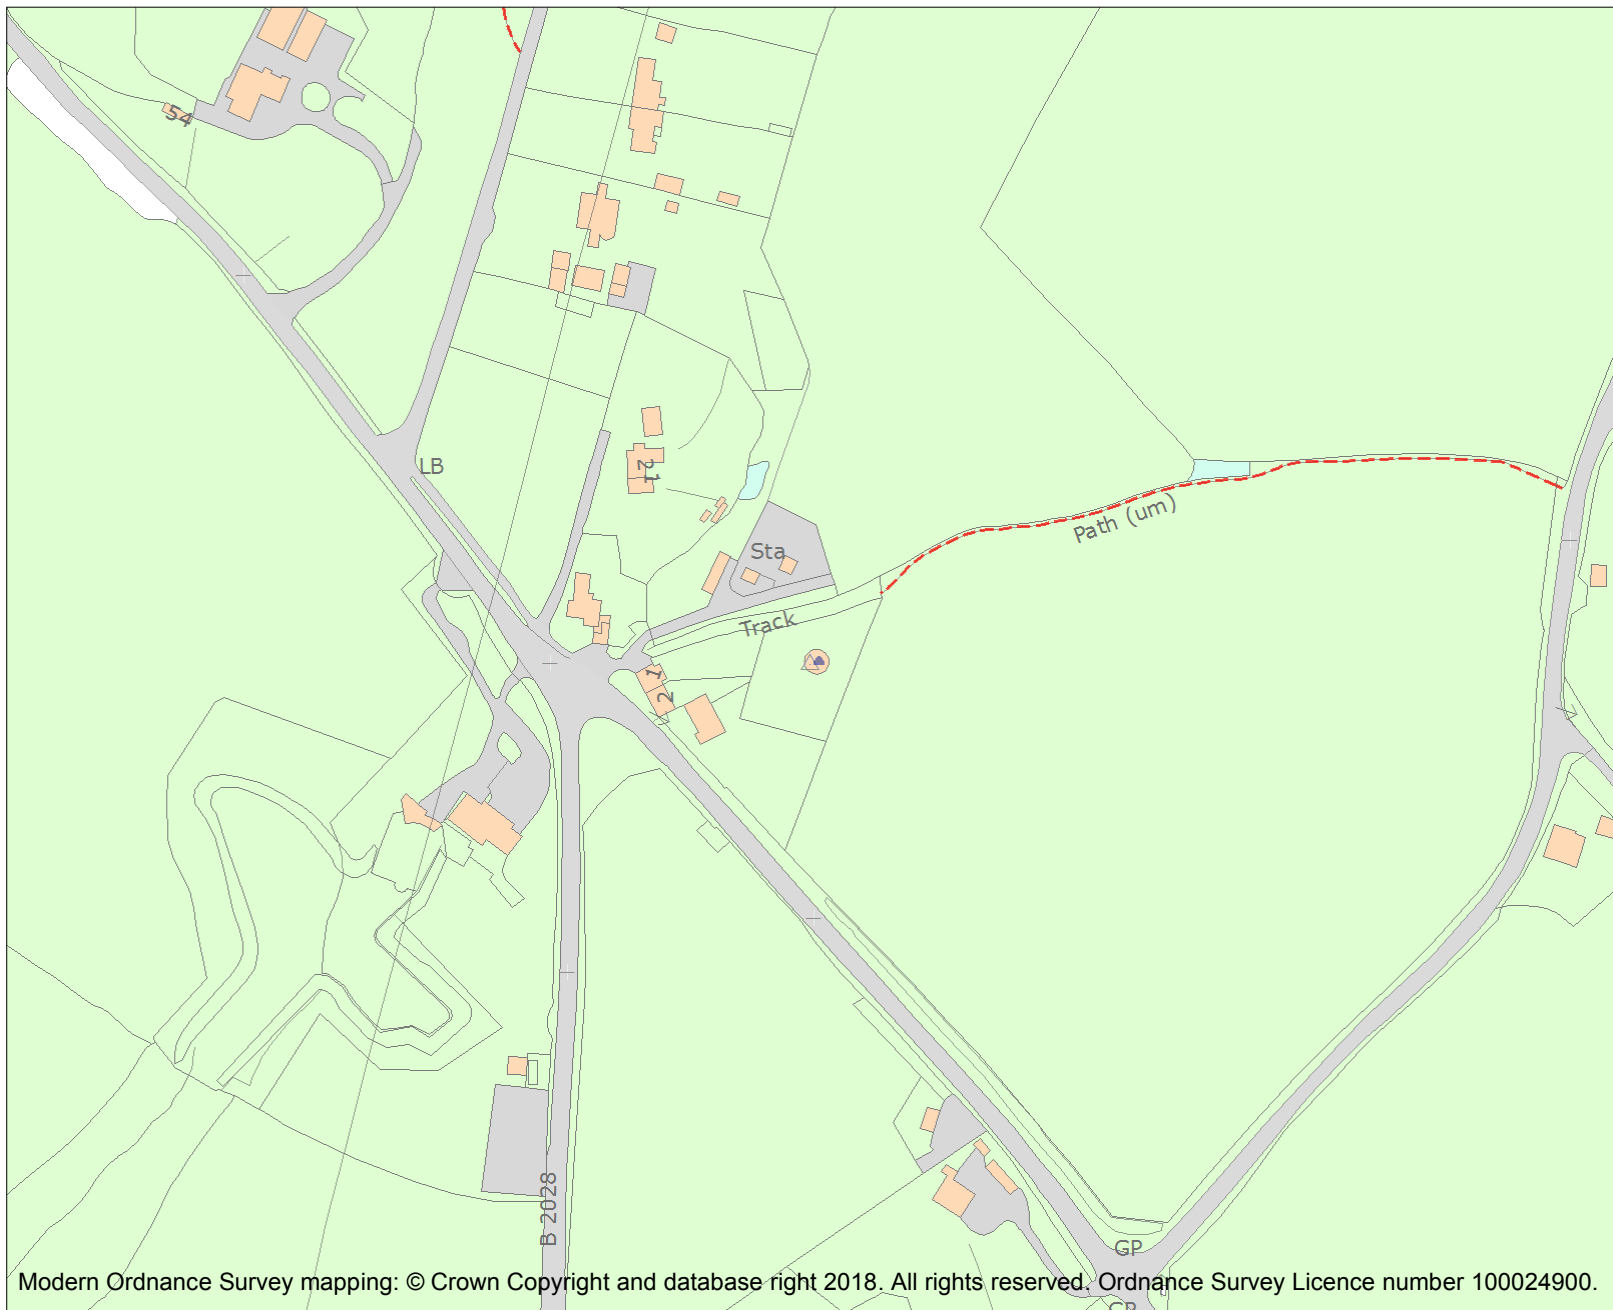 54
LB
21
Sta
Path (um)
Track
1
2
B 2028
GP
Modern Ordnance Survey mapping: © Crown Copyright and database right 2018. All rights reserved. Ordnance Survey Licence number 100024900.